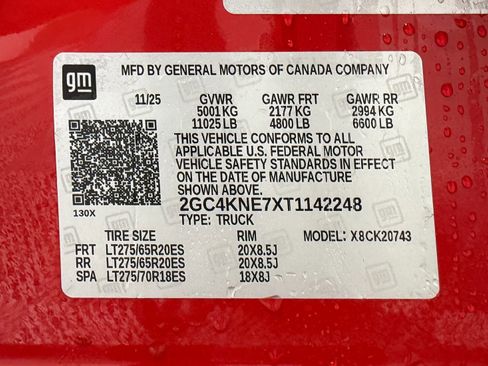 gm
MFD BY GENERAL MOTORS OF CANADA COMPANY
11/25 GVWR GAWR FRT GAWR RR
5001 KG 2177 KG 2994 KG
11025 LB 4800 LB 6600 LB
THIS VEHICLE CONFORMS TO ALL
APPLICABLE U.S. FEDERAL MOTOR
VEHICLE SAFETY STANDARDS IN EFFECT
ON THE DATE OF MANUFACTURE
SHOWN ABOVE.
130X
2GC4KNE7XT1142248
TYPE: TRUCK
TIRE SIZE RIM MODEL: X8CK20743
FRT LT275/65R20ES 20X8.5J
RR LT275/65R20ES 20X8.5J
SPA LT275/70R18ES 18X8J